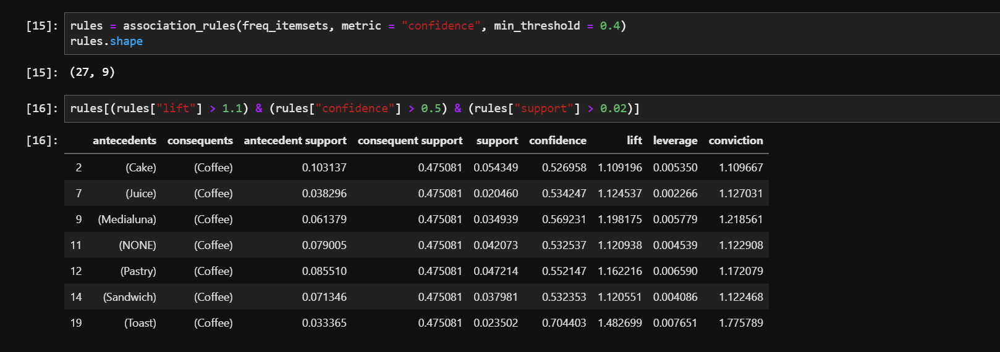 [15]: rules = association_rules(freq_itemsets, metric = "confidence", min_threshold = 0.4)
rules.shape
[15]: (27, 9)
[16]: rules[(rules["lift"] > 1.1) & (rules["confidence"] > 0.5) & (rules["support"] > 0.02)]
[16]: antecedents consequents antecedent support consequent support support confidence lift leverage conviction
2 (Cake) (Coffee) 0.103137 0.475081 0.054349 0.526958 1.109196 0.005350 1.109667
7 (Juice) (Coffee) 0.038296 0.475081 0.020460 0.534247 1.124537 0.002266 1.127031
9 (Medialuna) (Coffee) 0.061379 0.475081 0.034939 0.569231 1.198175 0.005779 1.218561
11 (NONE) (Coffee) 0.079005 0.475081 0.042073 0.532537 1.120938 0.004539 1.122908
12 (Pastry) (Coffee) 0.085510 0.475081 0.047214 0.552147 1.162216 0.006590 1.172079
14 (Sandwich) (Coffee) 0.071346 0.475081 0.037981 0.532353 1.120551 0.004086 1.122468
19 (Toast) (Coffee) 0.033365 0.475081 0.023502 0.704403 1.482699 0.007651 1.775789